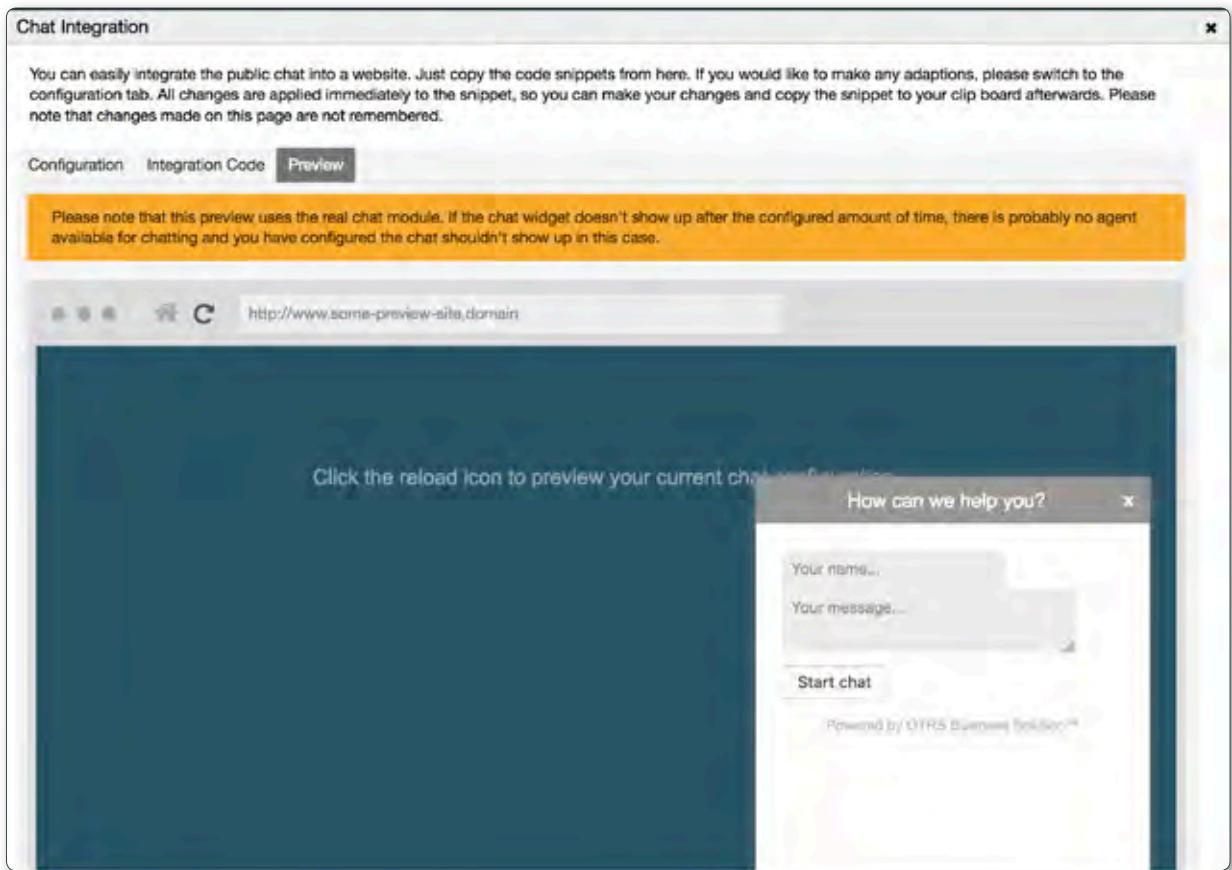 Chat Integration
You can easily integrate the public chat into a website. Just copy the code snippets from here. If you would like to make any adaptions, please switch to the
configuration tab. All changes are applied immediately to the snippet, so you can make your changes and copy the snippet to your clip board afterwards. Please
note that changes made on this page are not remembered.
Configuration Integration Code Preview
Please note that this preview uses the real chat module. If the chat widget doesn't show up after the configured amount of time, there is probably no agent
available for chatting and you have configured the chat shouldn't show up in this case.
http://www.some-preview-site.domain
Click the reload icon to preview your current
How can we help you? x
Your name...
Your message...
Start chat
Powered by OTRS Business Solution™